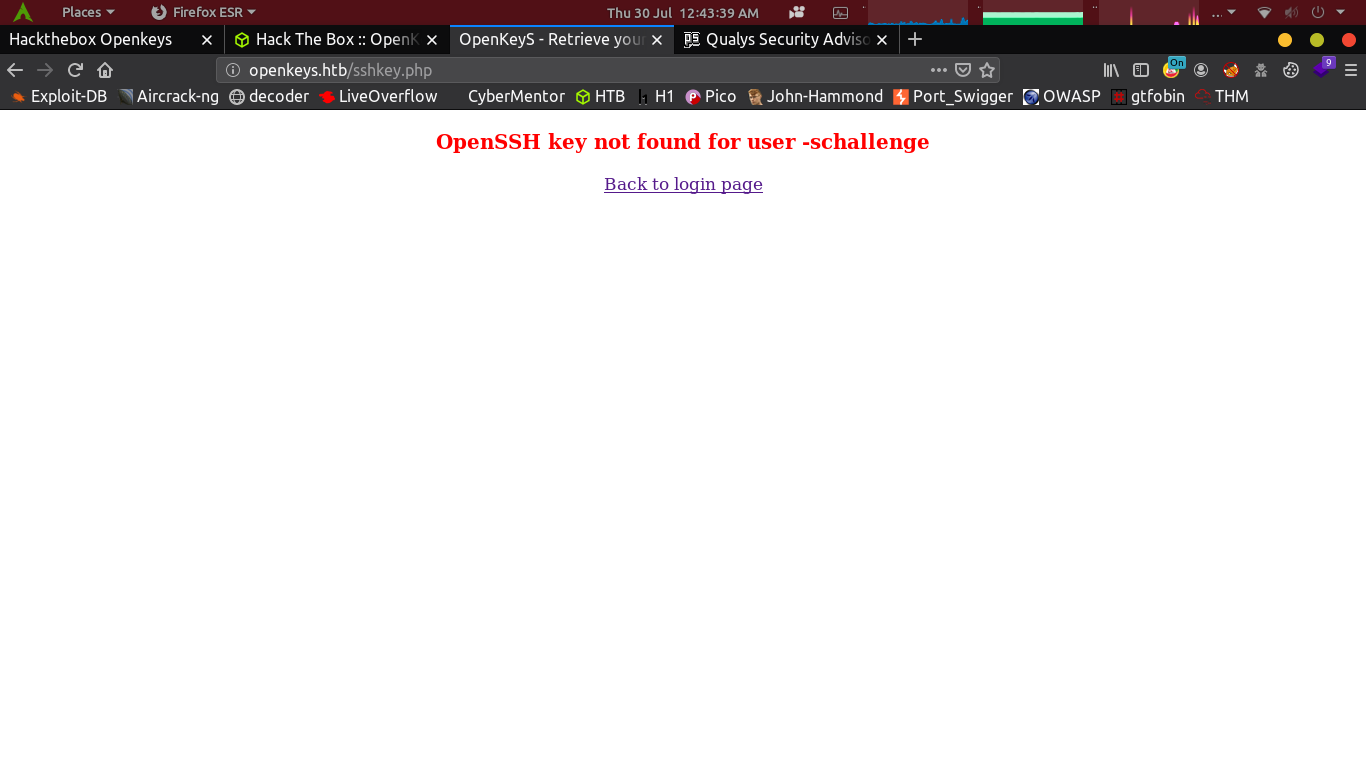 Places Firefox ESR Thu 30 Jul 12:43:39 AM ...
Hackthebox Openkeys Hack The Box :: OpenK OpenKeyS - Retrieve your Qualys Security Adviso
openkeys.htb/sshkey.php On 9
Exploit-DB Aircrack-ng decoder LiveOverflow CyberMentor HTB H1 Pico John-Hammond Port_Swigger OWASP gtfobin THM
OpenSSH key not found for user -schallenge
Back to login page